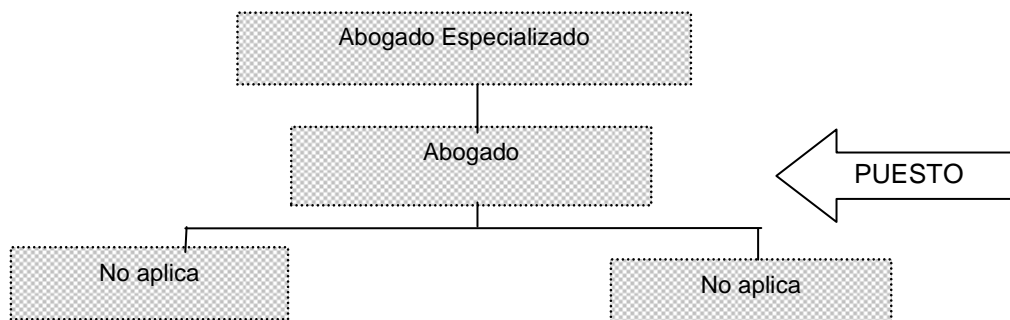 Abogado Especializado
Abogado
PUESTO
No aplica
No aplica